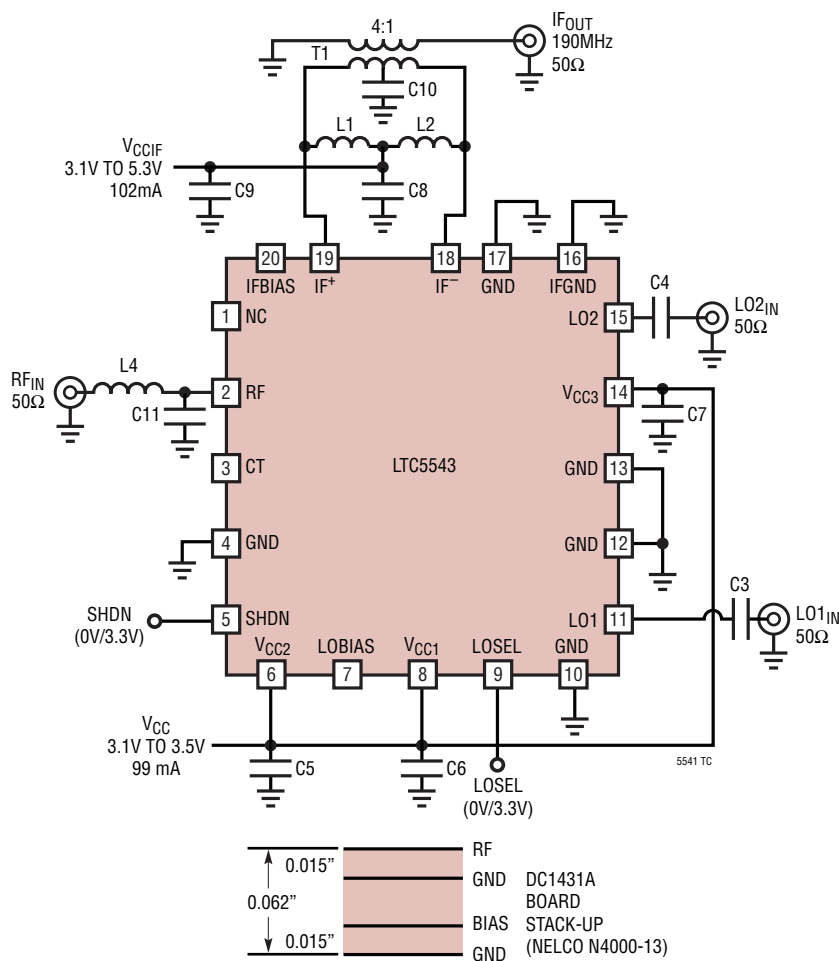 4:1
T1
IFOUT
190MHz
50Ω
C10
L1
L2
VCCIF
3.1V TO 5.3V
102mA
C9
C8
20
19
18
17
16
IFBIAS
IF+
IF−
GND
IFGND
C4
LO2IN
50Ω
1
NC
LO2
15
L4
RFIN
50Ω
C11
2
RF
VCC3
14
C7
3
CT
LTC5543
GND
13
4
GND
GND
12
C3
SHDN
(0V/3.3V)
5
SHDN
LO1
11
LO1IN
50Ω
VCC2
LOBIAS
VCC1
LOSEL
GND
6
7
8
9
10
VCC
3.1V TO 3.5V
99 mA
C5
C6
LOSEL
(0V/3.3V)
5541 TC
RF
0.015”
GND
DC1431A
BOARD
STACK-UP
(NELCO N4000-13)
0.062”
BIAS
0.015”
GND